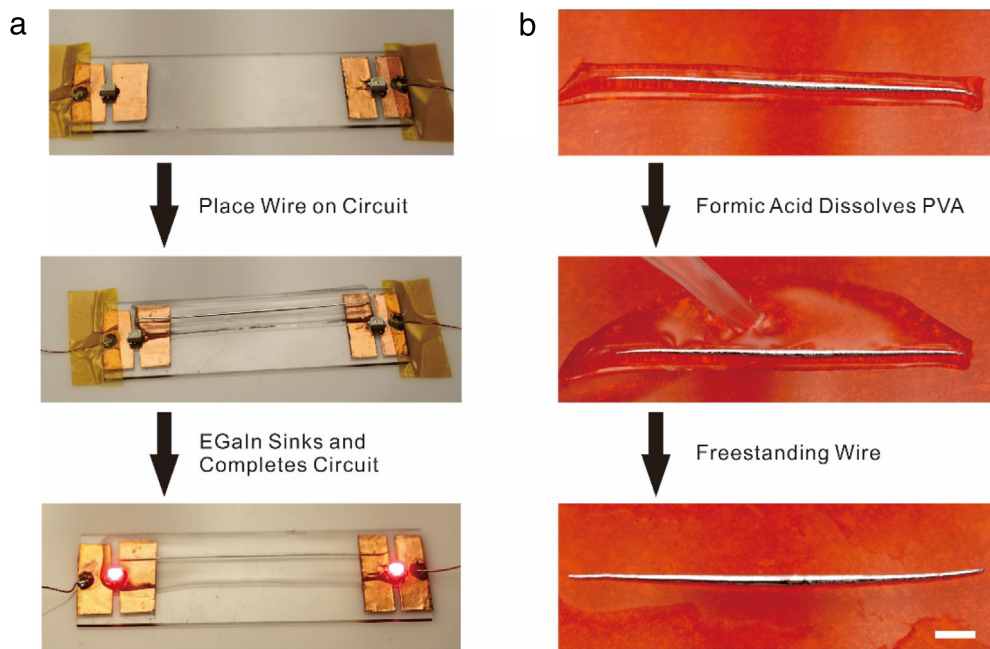 a
Place Wire on Circuit
EGaIn Sinks and
Completes Circuit
b
Formic Acid Dissolves PVA
Freestanding Wire